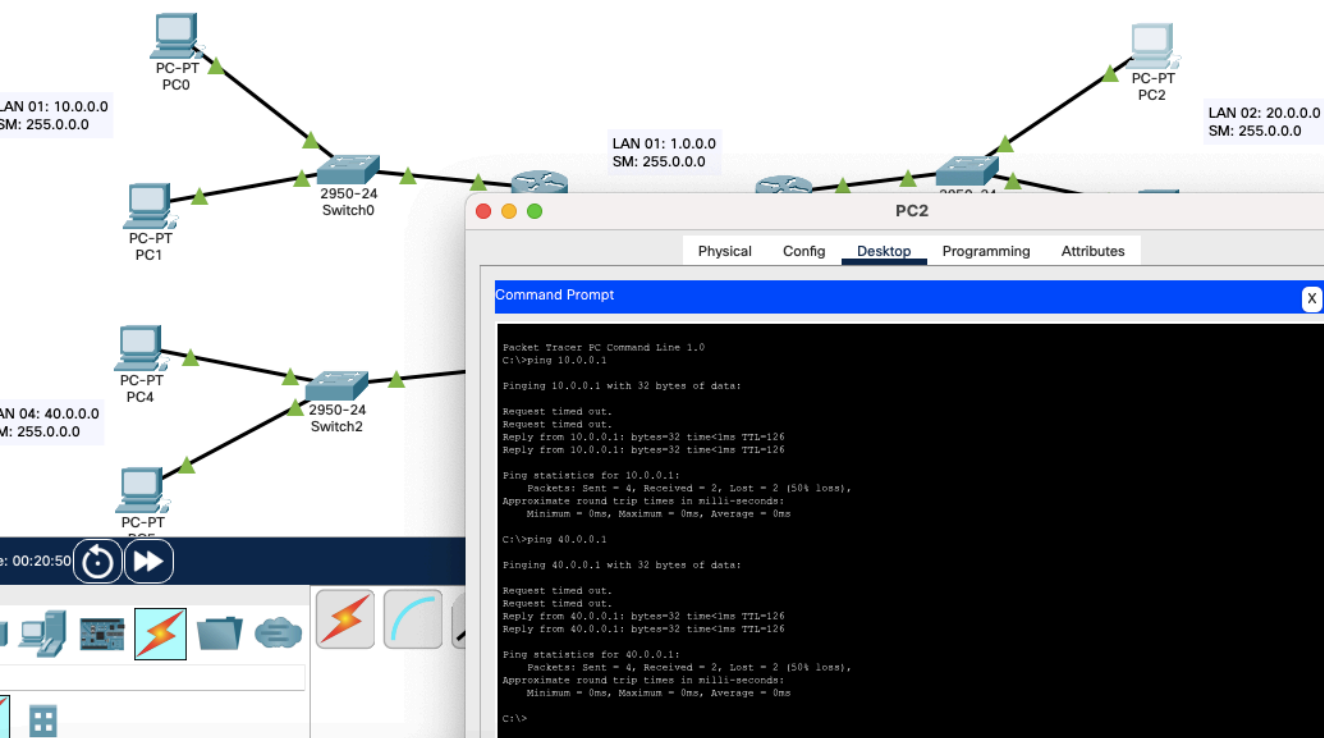 PC-PT
PC0
LAN 01: 10.0.0.0
SM: 255.0.0.0
PC-PT
PC1
2950-24
Switch0
LAN 01: 1.0.0.0
SM: 255.0.0.0
PC-PT
PC2
LAN 02: 20.0.0.0
SM: 255.0.0.0
2950-24
PC-PT
PC4
AN 04: 40.0.0.0
M: 255.0.0.0
2950-24
Switch2
PC-PT
PC5
e: 00:20:50
PC2
Physical
Config
Desktop
Programming
Attributes
Command Prompt
X
Packet Tracer PC Command Line 1.0
C:\>ping 10.0.0.1
Pinging 10.0.0.1 with 32 bytes of data:
Request timed out.
Request timed out.
Reply from 10.0.0.1: bytes=32 time<1ms TTL=126
Reply from 10.0.0.1: bytes=32 time<1ms TTL=126
Ping statistics for 10.0.0.1:
Packets: Sent = 4, Received = 2, Lost = 2 (50% loss),
Approximate round trip times in milli-seconds:
Minimum = 0ms, Maximum = 0ms, Average = 0ms
C:\>ping 40.0.0.1
Pinging 40.0.0.1 with 32 bytes of data:
Request timed out.
Request timed out.
Reply from 40.0.0.1: bytes=32 time<1ms TTL=126
Reply from 40.0.0.1: bytes=32 time<1ms TTL=126
Ping statistics for 40.0.0.1:
Packets: Sent = 4, Received = 2, Lost = 2 (50% loss),
Approximate round trip times in milli-seconds:
Minimum = 0ms, Maximum = 0ms, Average = 0ms
C:\>